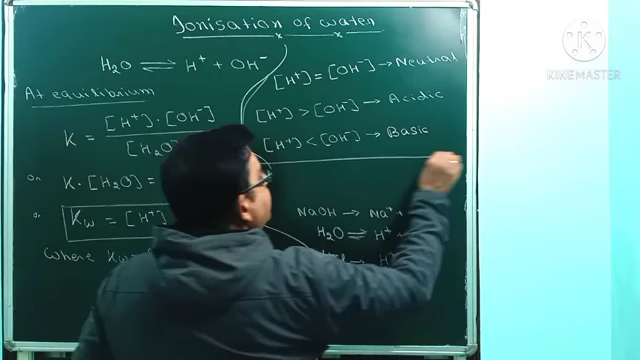 Ionisation of water
H₂O ⇌ H⁺ + OH⁻
At equilibrium
K = [H⁺]·[OH⁻] / [H₂O]
or K·[H₂O] =
or Kw = [H⁺]
Where Kw
[H⁺] = [OH⁻] → Neutral
[H⁺] > [OH⁻] → Acidic
[H⁺] < [OH⁻] → Basic
NaOH → Na⁺ +
H₂O ⇌ H⁺ +
→ H⁺
KINEMASTER